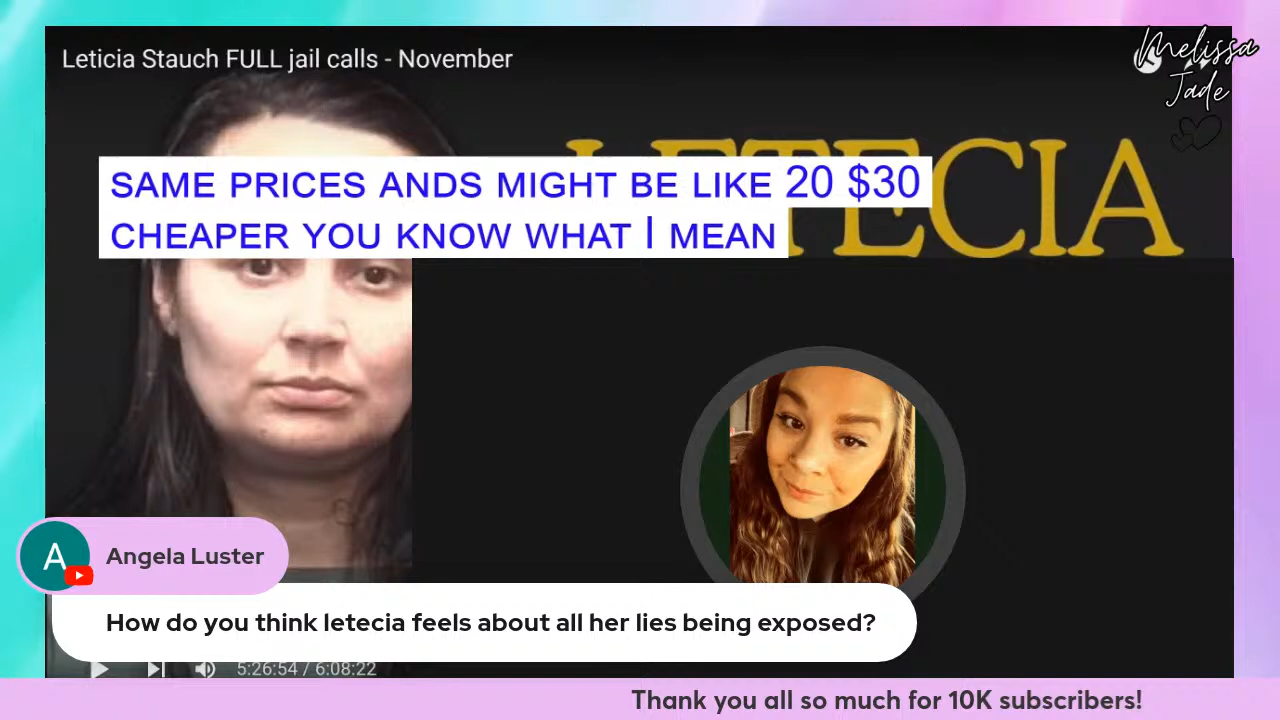 Leticia Stauch FULL jail calls - November
Melissa
Jade
LETECIA
SAME PRICES ANDS MIGHT BE LIKE 20 $30
CHEAPER YOU KNOW WHAT I MEAN
A
Angela Luster
How do you think letecia feels about all her lies being exposed?
5:26:54 / 6:08:22
Thank you all so much for 10K subscribers!